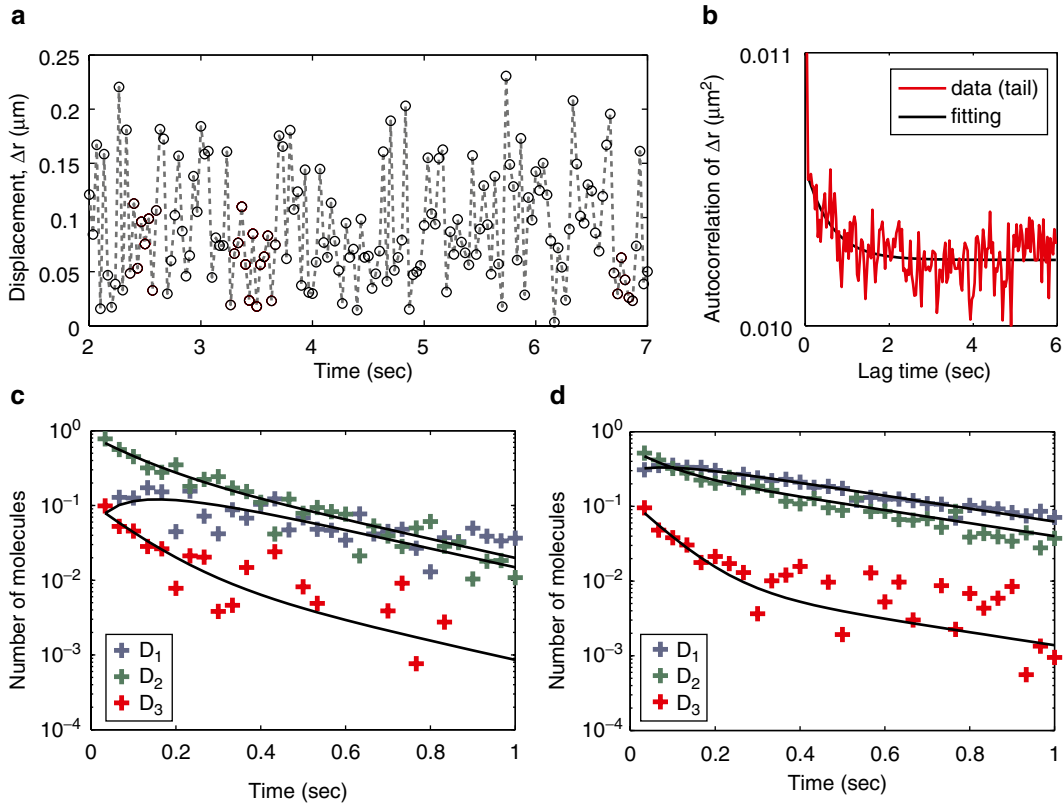 a
Displacement, Δr (μm)
0.25
0.2
0.15
0.1
0.05
0
2 3 4 5 6 7
Time (sec)
b
Autocorrelation of Δr (μm²)
0.011
0.010
data (tail)
fitting
0 2 4 6
Lag time (sec)
c
Number of molecules
10⁰
10⁻¹
10⁻²
10⁻³
10⁻⁴
D₁
D₂
D₃
0 0.2 0.4 0.6 0.8 1
Time (sec)
d
Number of molecules
10⁰
10⁻¹
10⁻²
10⁻³
10⁻⁴
D₁
D₂
D₃
0 0.2 0.4 0.6 0.8 1
Time (sec)